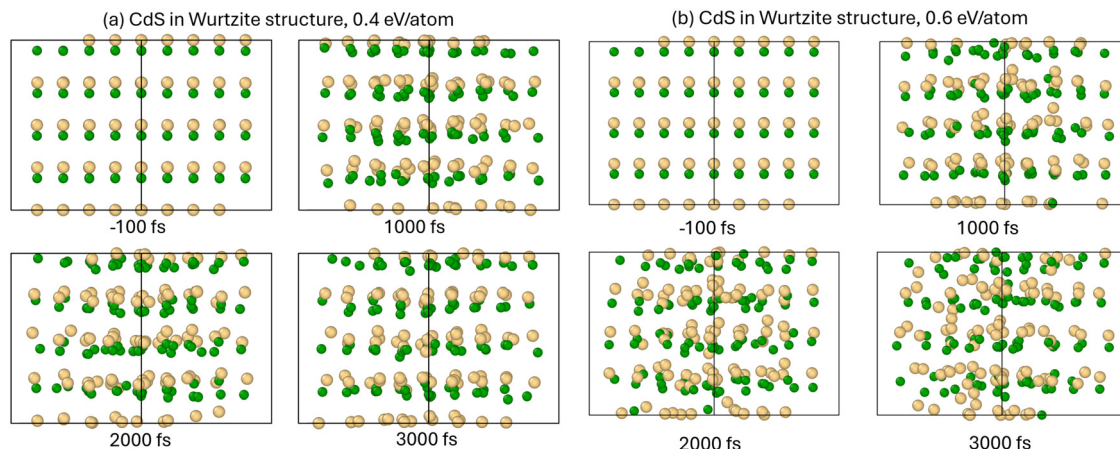 (a) CdS in Wurtzite structure, 0.4 eV/atom
-100 fs
1000 fs
2000 fs
3000 fs
(b) CdS in Wurtzite structure, 0.6 eV/atom
-100 fs
1000 fs
2000 fs
3000 fs